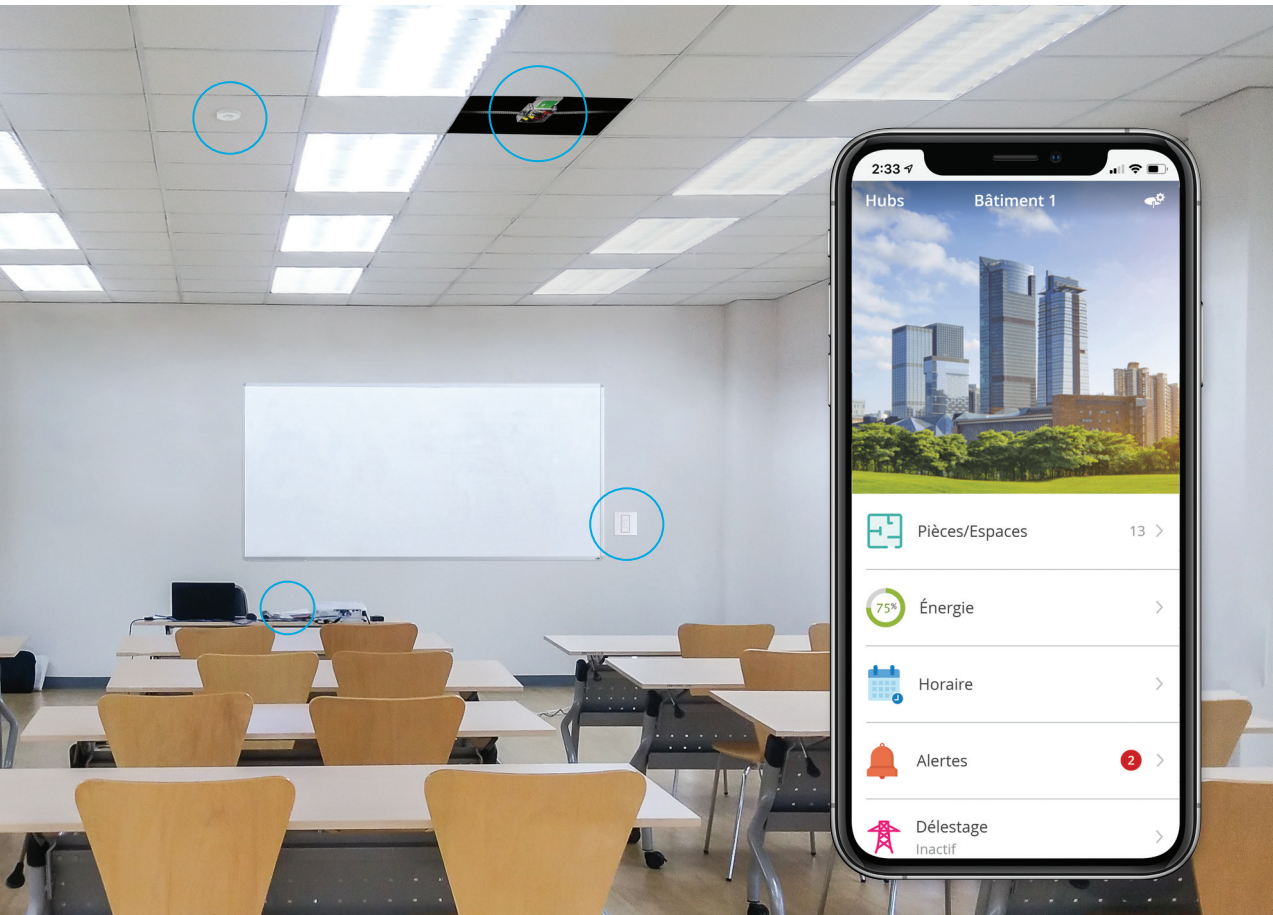 2:33
Hubs Bâtiment 1
Pièces/Espaces 13
75%
Énergie
Horaire
Alertes 2
Délestage
Inactif